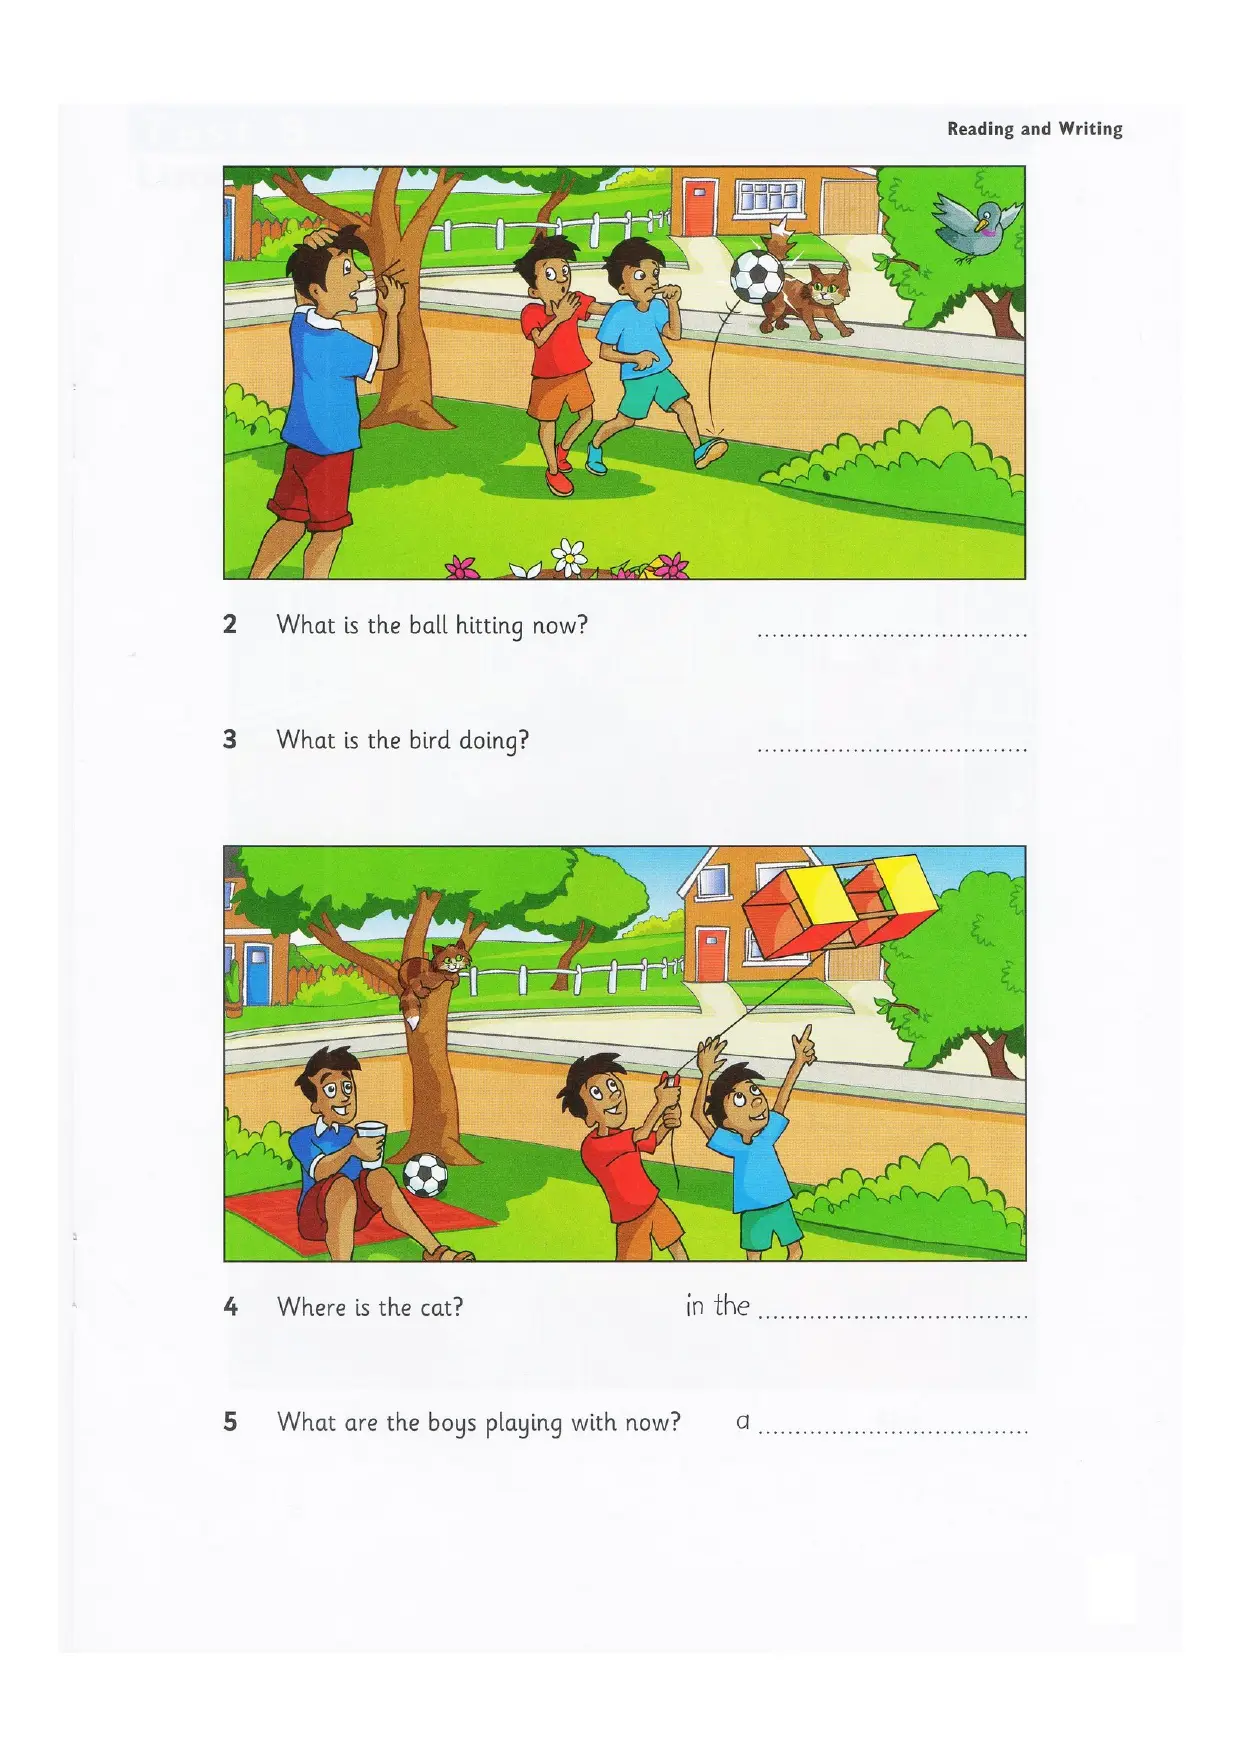 Reading and Writing
2 What is the ball hitting now? ....................................
3 What is the bird doing? ....................................
4 Where is the cat? in the ....................................
5 What are the boys playing with now? a ....................................